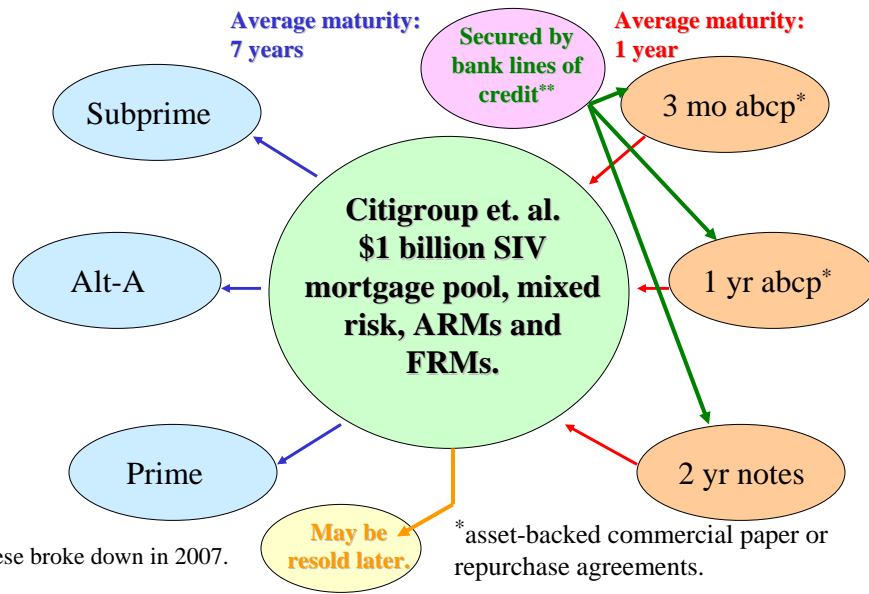 Average maturity:
7 years
Secured by
bank lines of
credit**
Average maturity:
1 year
Subprime
3 mo abcp*
Citigroup et. al.
$1 billion SIV
mortgage pool, mixed
risk, ARMs and
FRMs.
Alt-A
1 yr abcp*
Prime
2 yr notes
May be
resold later.
*asset-backed commercial paper or
repurchase agreements.
broke down in 2007.